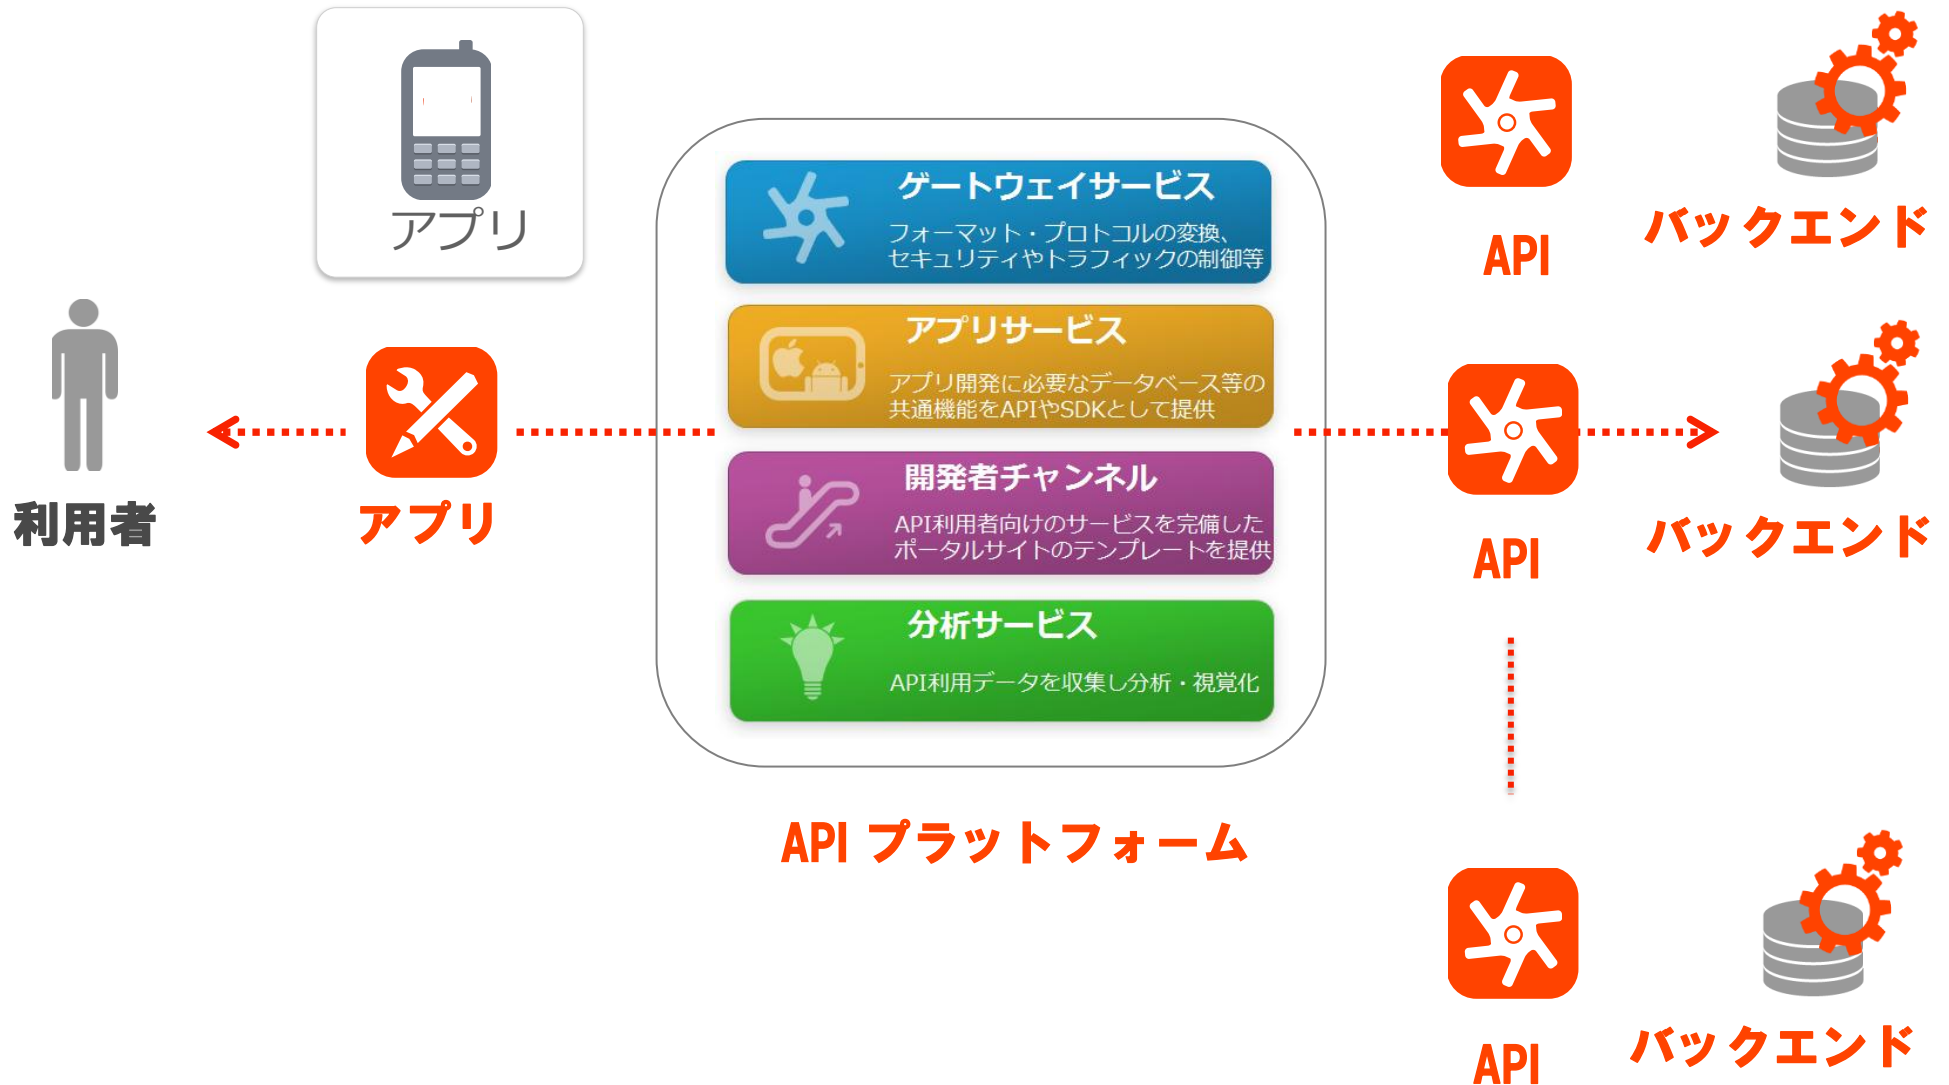 アプリ
利用者
アプリ
ゲートウェイサービス
フォーマット・プロトコルの変換、
セキュリティやトラフィックの制御等
アプリサービス
アプリ開発に必要なデータベース等の
共通機能をAPIやSDKとして提供
開発者チャンネル
API利用者向けのサービスを完備した
ポータルサイトのテンプレートを提供
分析サービス
API利用データを収集し分析・視覚化
API プラットフォーム
API
バックエンド
API
バックエンド
API
バックエンド